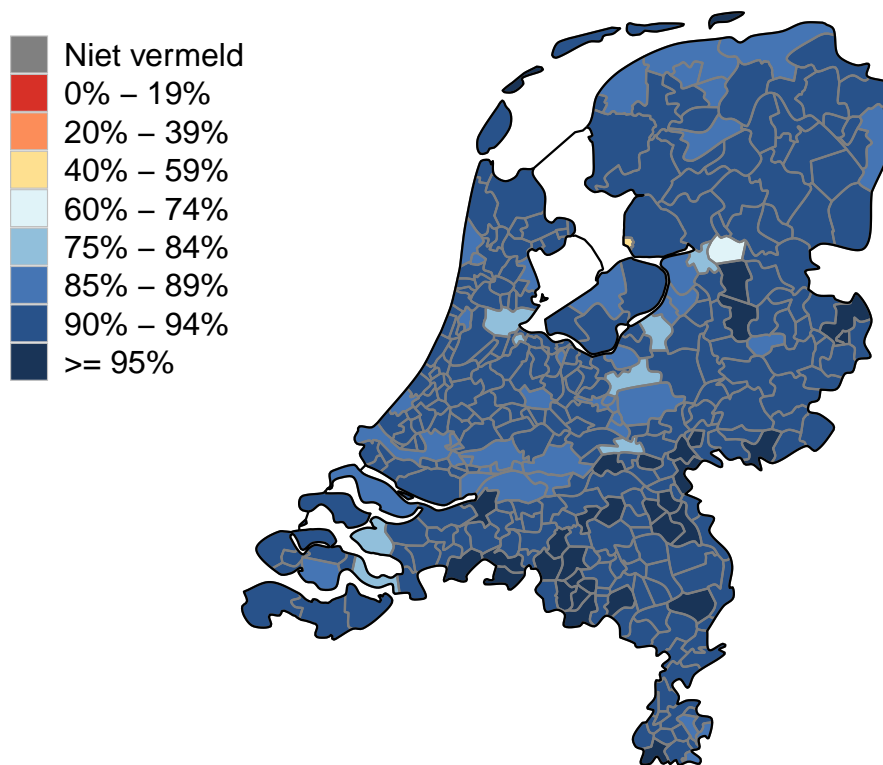 Niet vermeld
0% – 19%
20% – 39%
40% – 59%
60% – 74%
75% – 84%
85% – 89%
90% – 94%
>= 95%